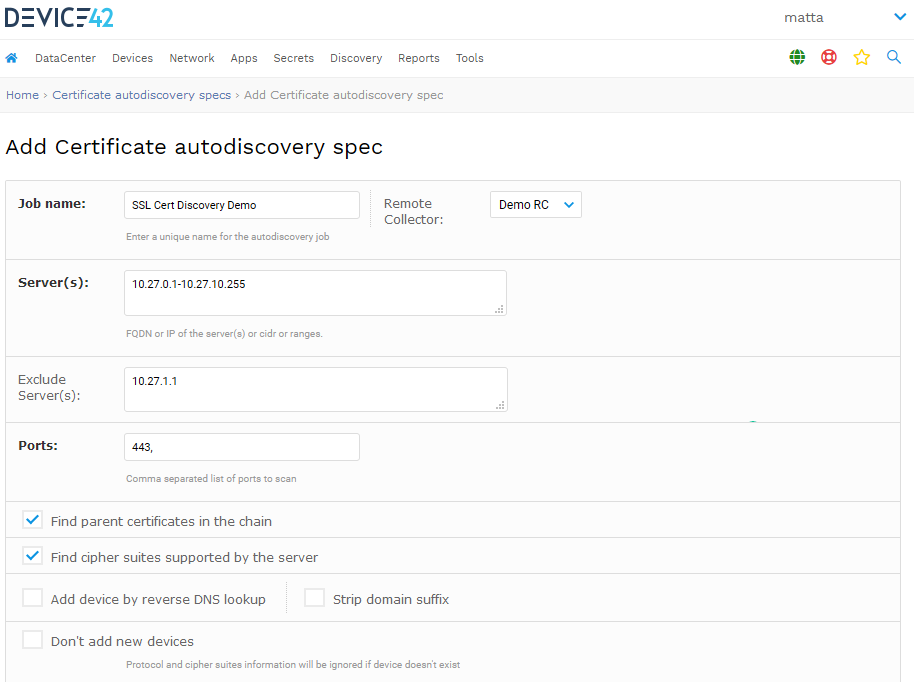 DEVICE42
matta
DataCenter Devices Network Apps Secrets Discovery Reports Tools
Home › Certificate autodiscovery specs › Add Certificate autodiscovery spec
Add Certificate autodiscovery spec
Job name: SSL Cert Discovery Demo Remote Collector: Demo RC
Enter a unique name for the autodiscovery job
Server(s): 10.27.0.1-10.27.10.255
FQDN or IP of the server(s) or cidr or ranges.
Exclude Server(s): 10.27.1.1
Ports: 443,
Comma separated list of ports to scan
Find parent certificates in the chain
Find cipher suites supported by the server
Add device by reverse DNS lookup Strip domain suffix
Don't add new devices
Protocol and cipher suites information will be ignored if device doesn't exist